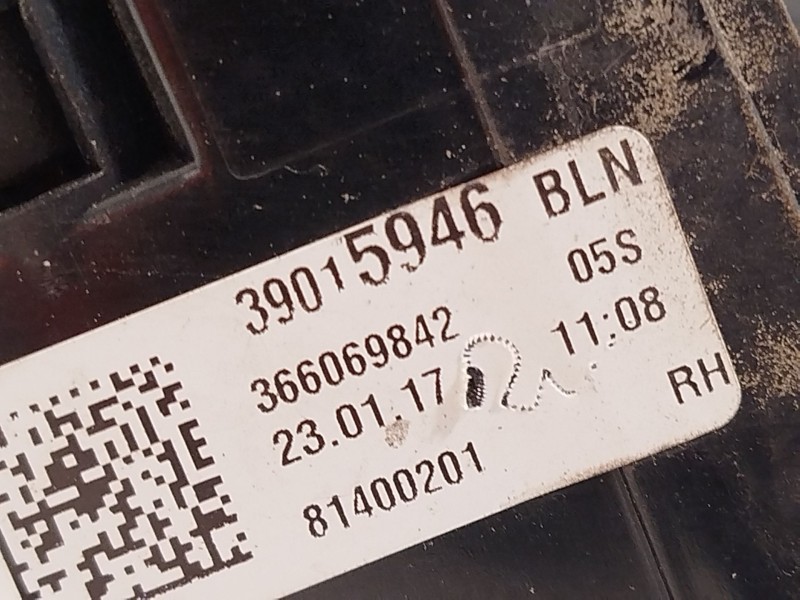 39015946 BLN
366069842 05S
23.01.17 11:08
81400201 RH
E